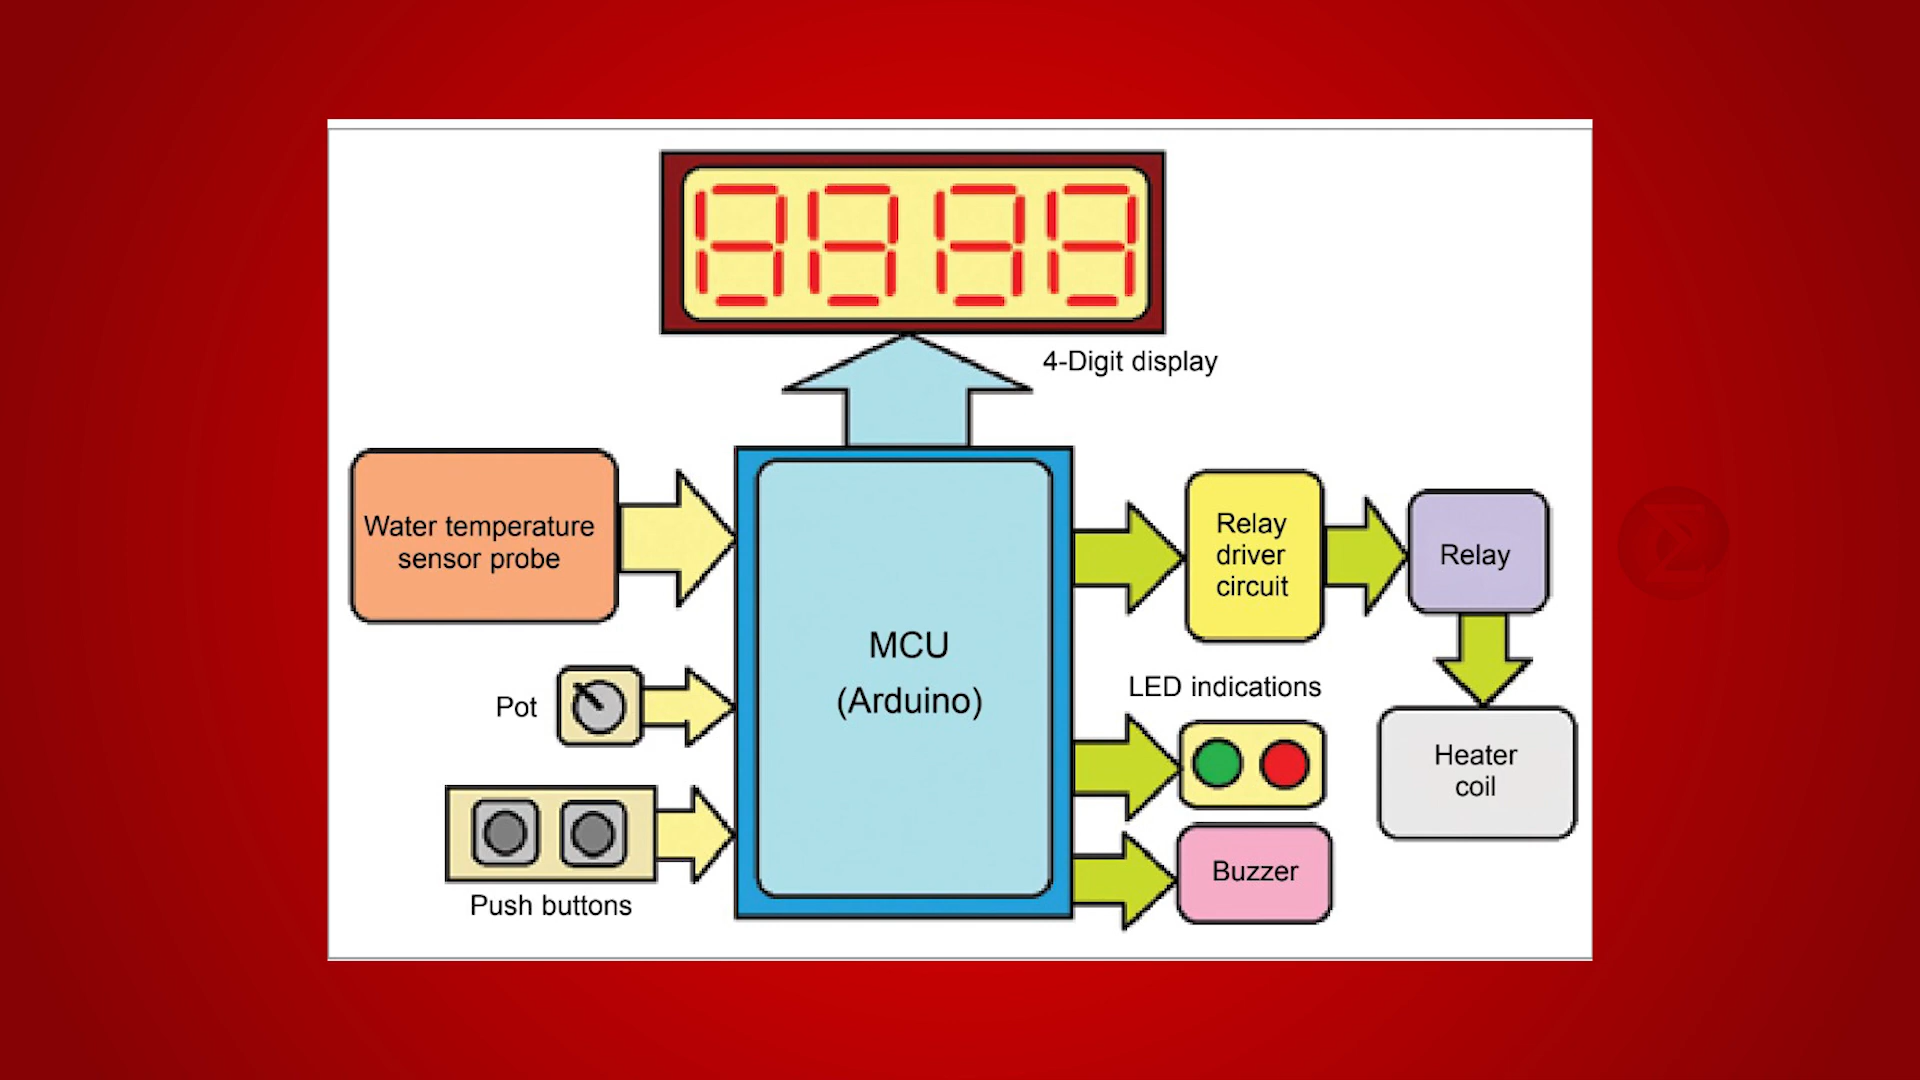 8888
4-Digit display
Water temperature
sensor probe
Relay
driver
circuit
Relay
MCU
(Arduino)
Pot
LED indications
Heater
coil
Buzzer
Push buttons